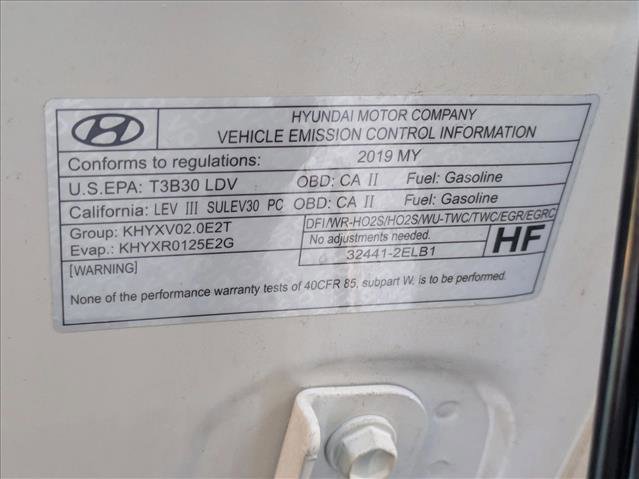 HYUNDAI MOTOR COMPANY
VEHICLE EMISSION CONTROL INFORMATION
Conforms to regulations: 2019 MY
U.S.EPA: T3B30 LDV OBD: CA II Fuel: Gasoline
California: LEV III SULEV30 PC OBD: CA II Fuel: Gasoline
Group: KHYXV02.0E2T DFI/WR-HO2S/HO2S/WU-TWC/TWC/EGR/EGRC
Evap.: KHYXR0125E2G No adjustments needed. HF
[WARNING] 32441-2ELB1
None of the performance warranty tests of 40CFR 85, subpart W, is to be performed.